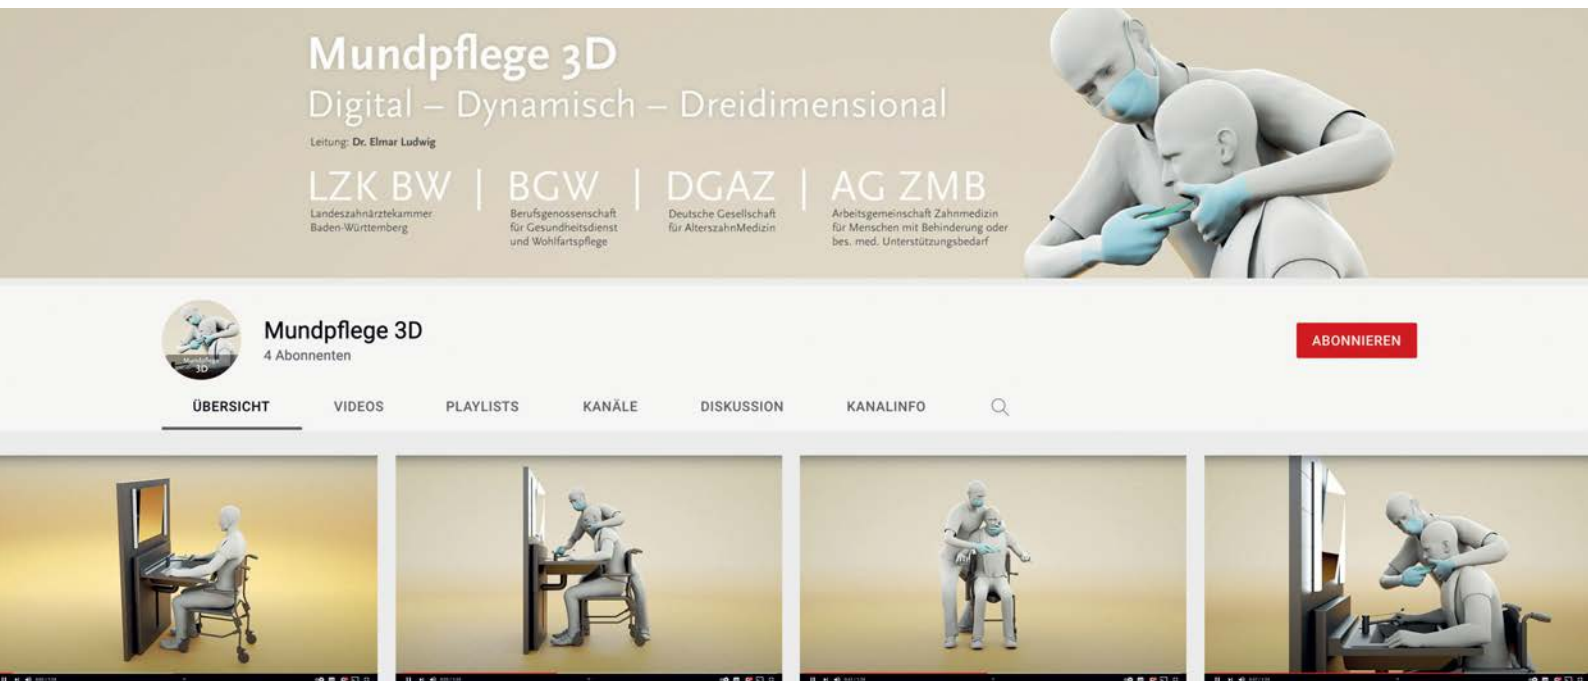 Mundpflege 3D
Digital – Dynamisch – Dreidimensional
Leitung: Dr. Elmar Ludwig
LZK BW | BGW | DGAZ | AG ZMB
Landeszahnärztekammer
Baden-Württemberg
Berufsgenossenschaft
für Gesundheitsdienst
und Wohlfartspflege
Deutsche Gesellschaft
für AlterszahnMedizin
Arbeitsgemeinschaft Zahnmedizin
für Menschen mit Behinderung oder
bes. med. Unterstützungsbedarf
Mundpflege
3D
Mundpflege 3D
4 Abonnenten
ABONNIEREN
ÜBERSICHT VIDEOS PLAYLISTS KANÄLE DISKUSSION KANALINFO